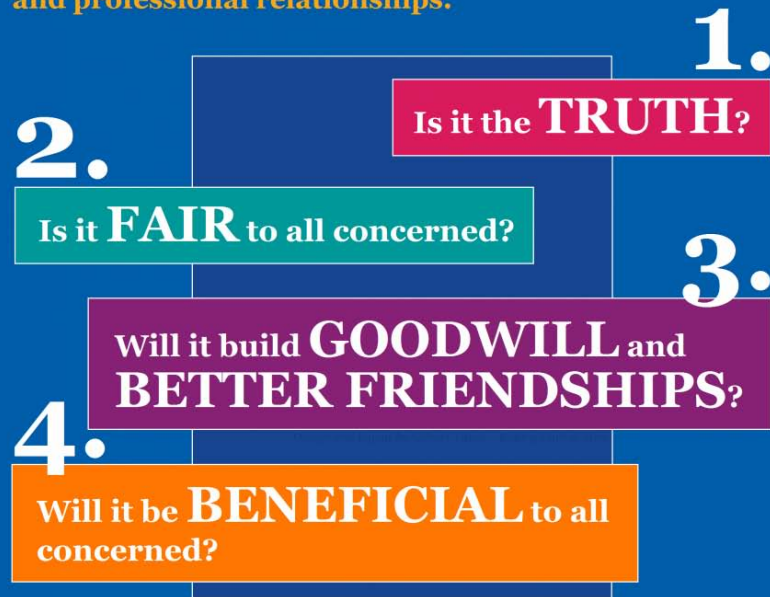 and professional relationships.
1.
Is it the TRUTH?
2.
Is it FAIR to all concerned?
3.
Will it build GOODWILL and
BETTER FRIENDSHIPS?
4.
Will it be BENEFICIAL to all
concerned?